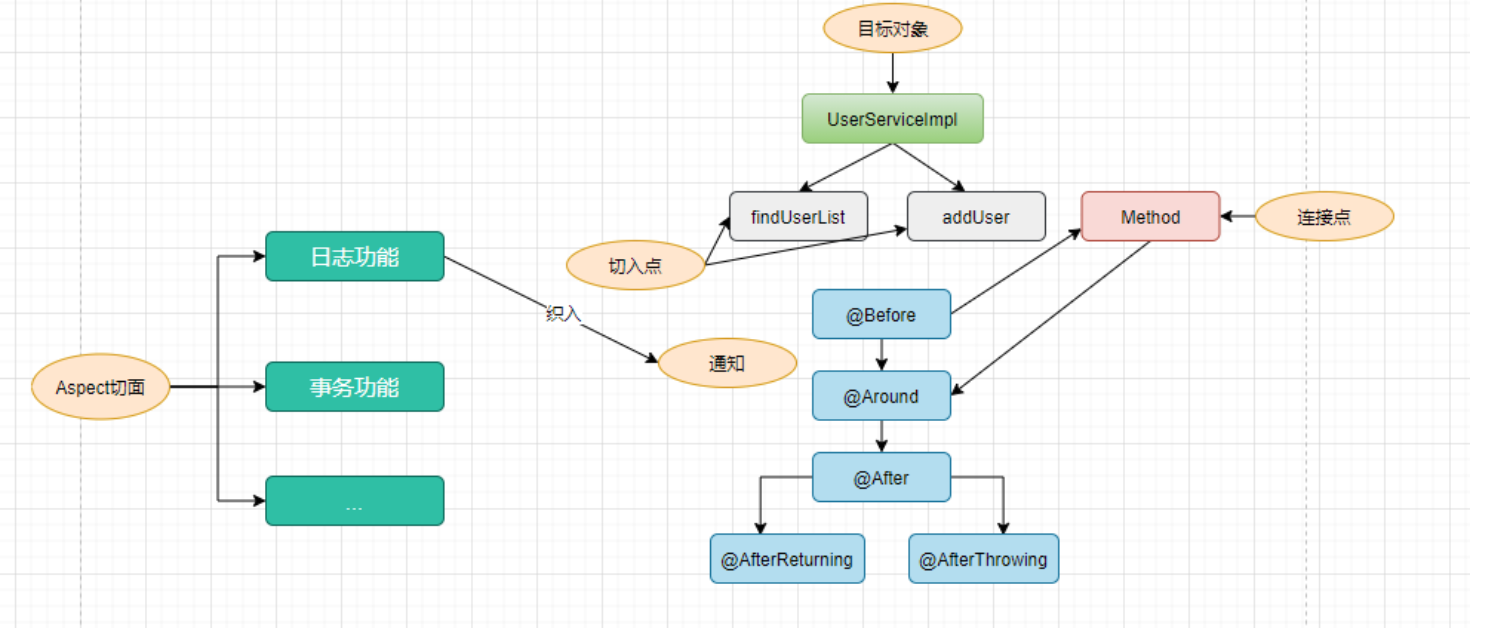 目标对象
UserServiceImpl
findUserList
addUser
Method
连接点
切入点
日志功能
织入
@Before
通知
Aspect切面
事务功能
@Around
@After
...
@AfterReturning
@AfterThrowing